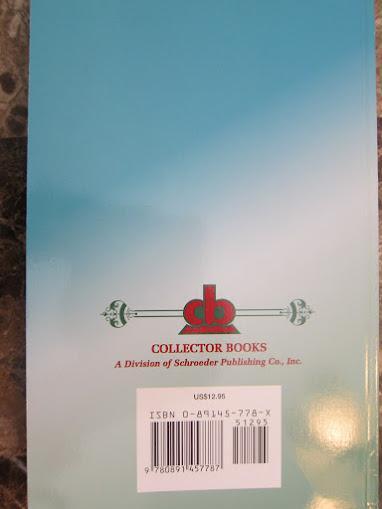 cb
COLLECTOR BOOKS
A Division of Schroeder Publishing Co., Inc.
US$12.95
ISBN 0-89145-778-X
51295
9 780891 457787